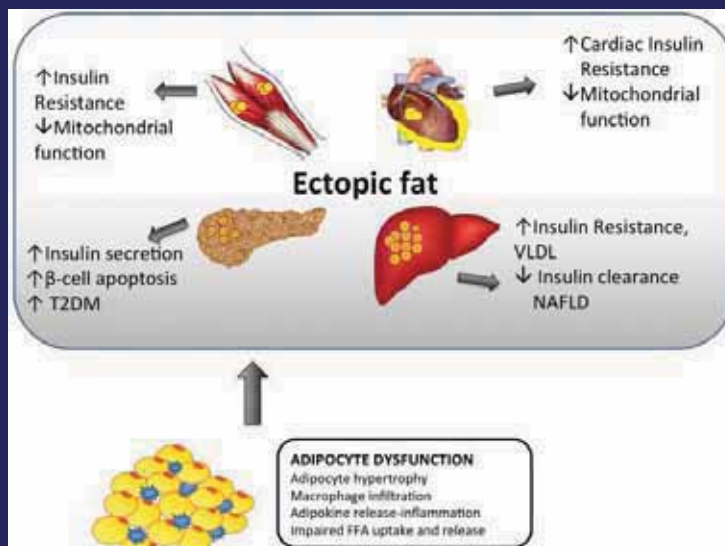 ↑Insulin
Resistance
↓Mitochondrial
function
↑Cardiac Insulin
Resistance
↓Mitochondrial
function
Ectopic fat
↑Insulin secretion
↑β-cell apoptosis
↑ T2DM
↑Insulin Resistance,
VLDL
↓ Insulin clearance
NAFLD
ADIPOCYTE DYSFUNCTION
Adipocyte hypertrophy
Macrophage infiltration
Adipokine release-inflammation
Impaired FFA uptake and release